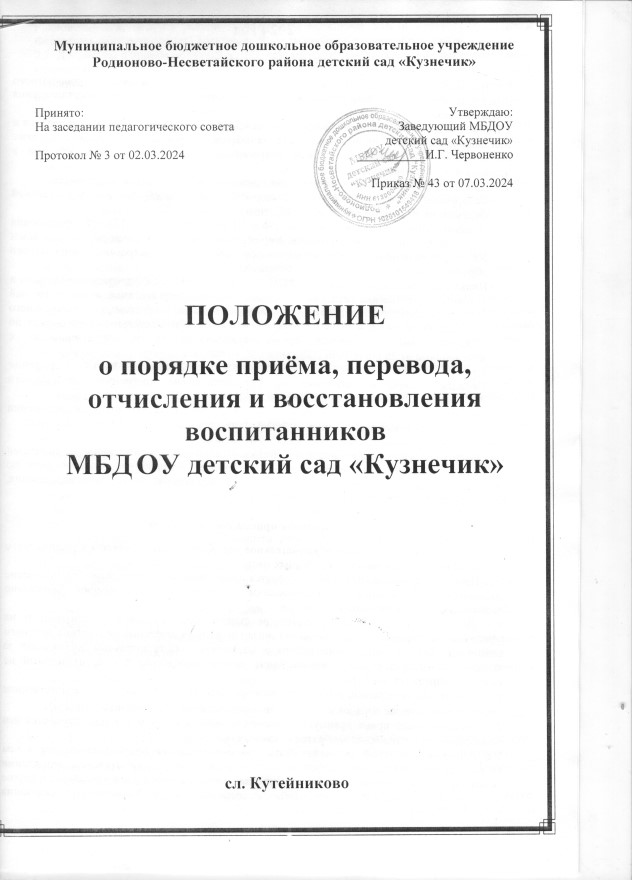 Муниципальное бюджетное дошкольное образовательное учреждение
Родионово-Несветайского района детский сад «Кузнечик»
Принято:
На заседании педагогического совета
Протокол № 3 от 02.03.2024
Утверждаю:
Заведующий МБДОУ
детский сад «Кузнечик»
И.Г. Червоненко
Приказ № 43 от 07.03.2024
ПОЛОЖЕНИЕ
о порядке приёма, перевода,
отчисления и восстановления
воспитанников
МБДОУ детский сад «Кузнечик»
сл. Кутейниково